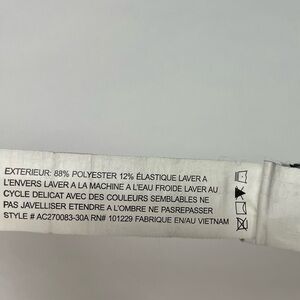 EXTERIEUR: 88% POLYESTER 12% ÉLASTIQUE LAVER A
L'ENVERS LAVER A LA MACHINE A L'EAU FROIDE LAVER AU
CYCLE DELICAT AVEC DES COULEURS SEMBLABLES NE
PAS JAVELLISER ETENDRE A L'OMBRE NE PASREPASSER
STYLE # AC270083-30A RN# 101229 FABRIQUE EN/AU VIETNAM